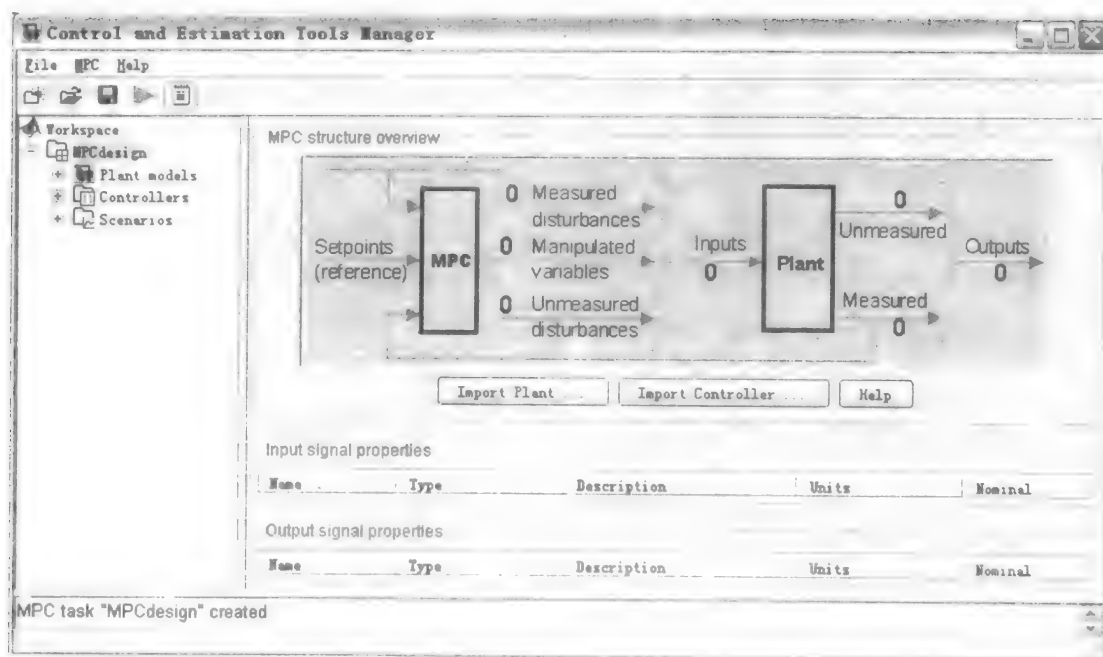 Control and Estimation Tools Manager
File MPC Help
Workspace
MPCdesign
Plant models
Controllers
Scenarios
MPC structure overview
Setpoints
(reference)
MPC
0 Measured
disturbances
0 Manipulated
variables
0 Unmeasured
disturbances
Inputs
0
Plant
0
Unmeasured
Measured
0
Outputs
0
Import Plant ...
Import Controller ...
Help
Input signal properties
Name Type Description Units Nominal
Output signal properties
Name Type Description Units Nominal
MPC task "MPCdesign" created